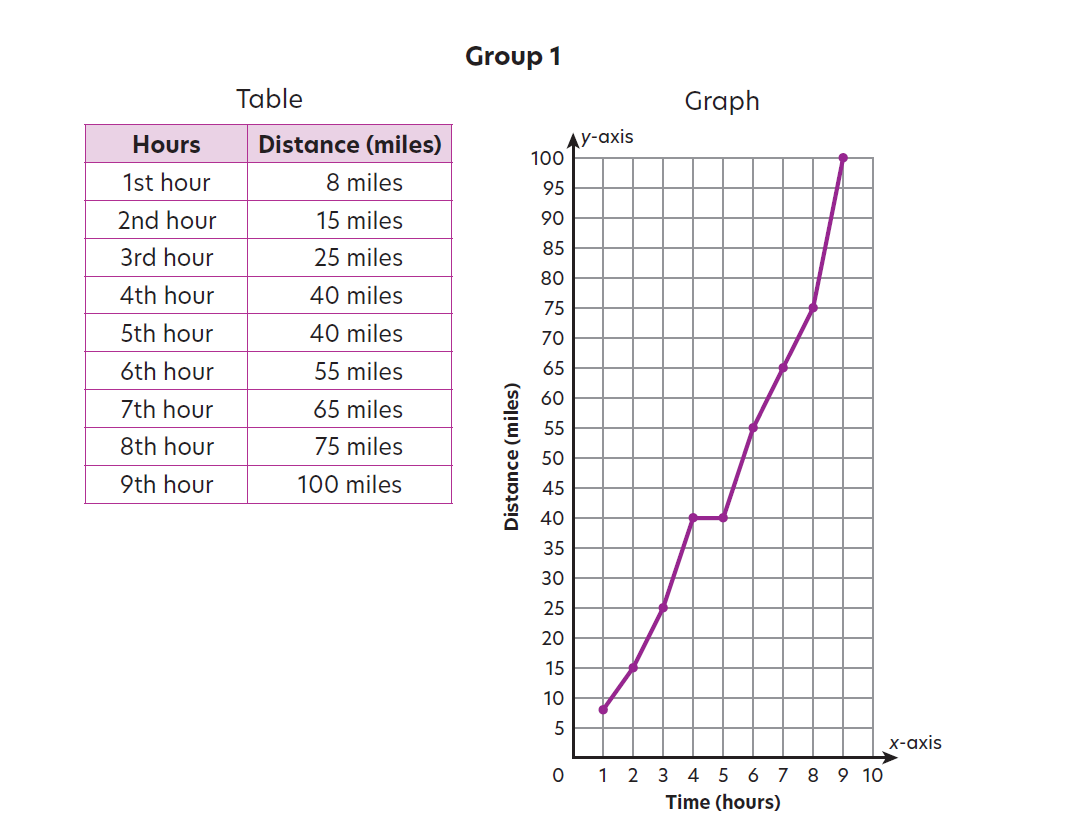 Group 1
Table
Hours Distance (miles)
1st hour 8 miles
2nd hour 15 miles
3rd hour 25 miles
4th hour 40 miles
5th hour 40 miles
6th hour 55 miles
7th hour 65 miles
8th hour 75 miles
9th hour 100 miles
Graph
y-axis
100
95
90
85
80
75
70
65
60
55
50
45
40
35
30
25
20
15
10
5
Distance (miles)
x-axis
0 1 2 3 4 5 6 7 8 9 10
Time (hours)